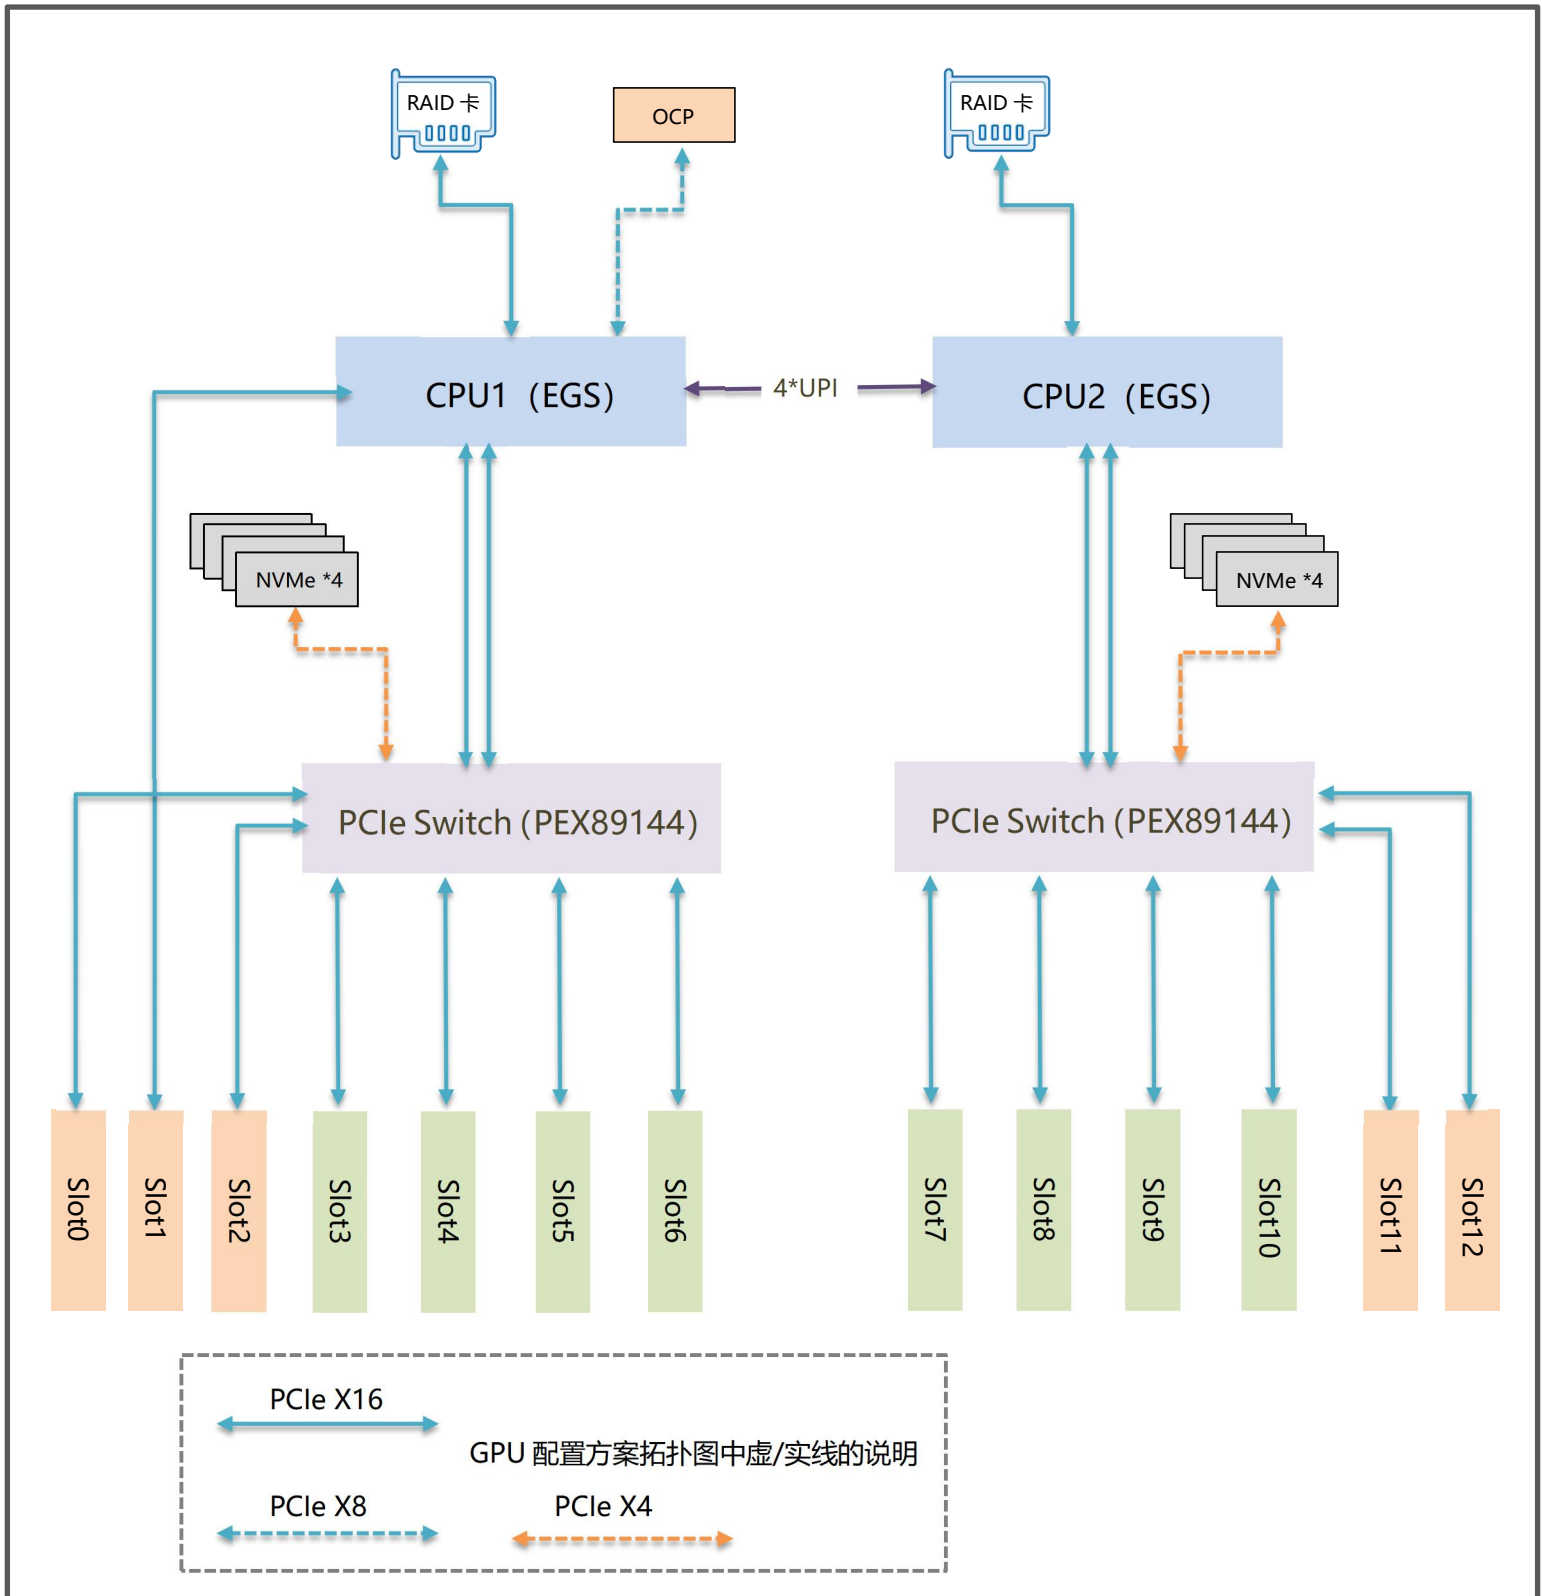 RAID 卡
OCP
RAID 卡
CPU1（EGS）
4*UPI
CPU2（EGS）
NVMe *4
NVMe *4
PCIe Switch（PEX89144）
PCIe Switch（PEX89144）
Slot0
Slot1
Slot2
Slot3
Slot4
Slot5
Slot6
Slot7
Slot8
Slot9
Slot10
Slot11
Slot12
PCIe X16
GPU 配置方案拓扑图中虚/实线的说明
PCIe X8
PCIe X4